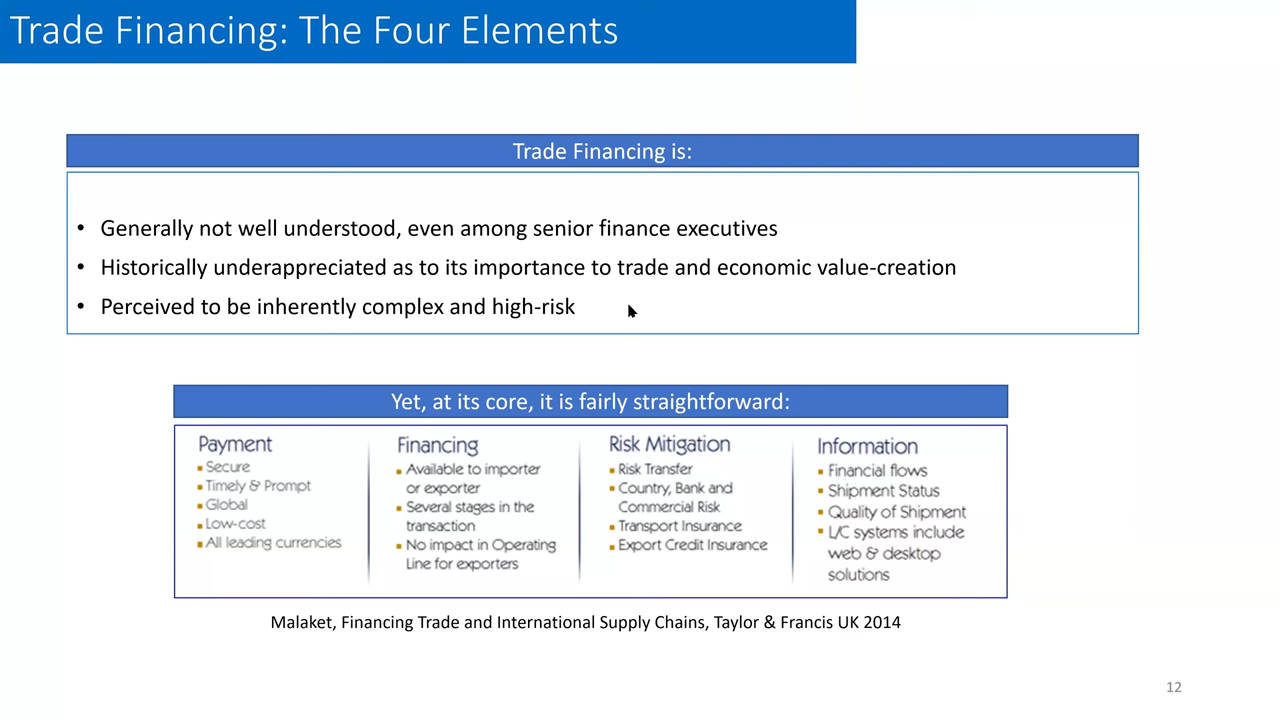 Trade Financing: The Four Elements
Trade Financing is:
• Generally not well understood, even among senior finance executives
• Historically underappreciated as to its importance to trade and economic value-creation
• Perceived to be inherently complex and high-risk
Yet, at its core, it is fairly straightforward:
Payment
▪ Secure
▪ Timely & Prompt
▪ Global
▪ Low-cost
▪ All leading currencies
Financing
▪ Available to importer
or exporter
▪ Several stages in the
transaction
▪ No impact in Operating
Line for exporters
Risk Mitigation
▪ Risk Transfer
▪ Country, Bank and
Commercial Risk
▪ Transport Insurance
▪ Export Credit Insurance
Information
▪ Financial flows
▪ Shipment Status
▪ Quality of Shipment
▪ L/C systems include
web & desktop
solutions
Malaket, Financing Trade and International Supply Chains, Taylor & Francis UK 2014
12